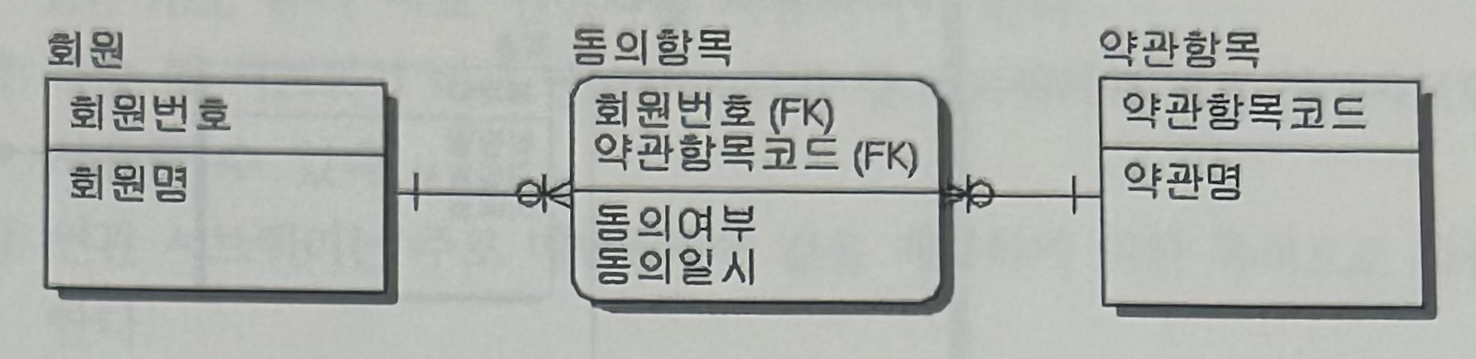 회원
회원번호
회원명
동의항목
회원번호 (FK)
약관항목코드 (FK)
동의여부
동의일시
약관항목
약관항목코드
약관명